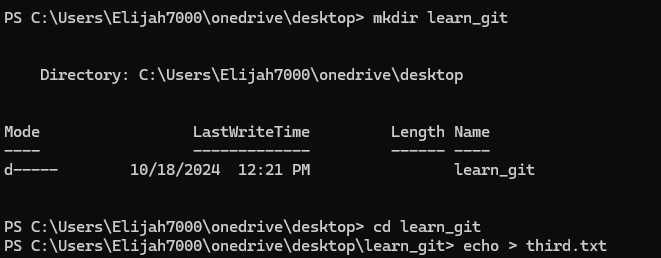 PS C:\Users\Elijah7000\onedrive\desktop> mkdir learn_git
Directory: C:\Users\Elijah7000\onedrive\desktop
Mode                 LastWriteTime         Length Name
----                 -------------         ------ ----
d-----        10/18/2024  12:21 PM                learn_git
PS C:\Users\Elijah7000\onedrive\desktop> cd learn_git
PS C:\Users\Elijah7000\onedrive\desktop\learn_git> echo > third.txt